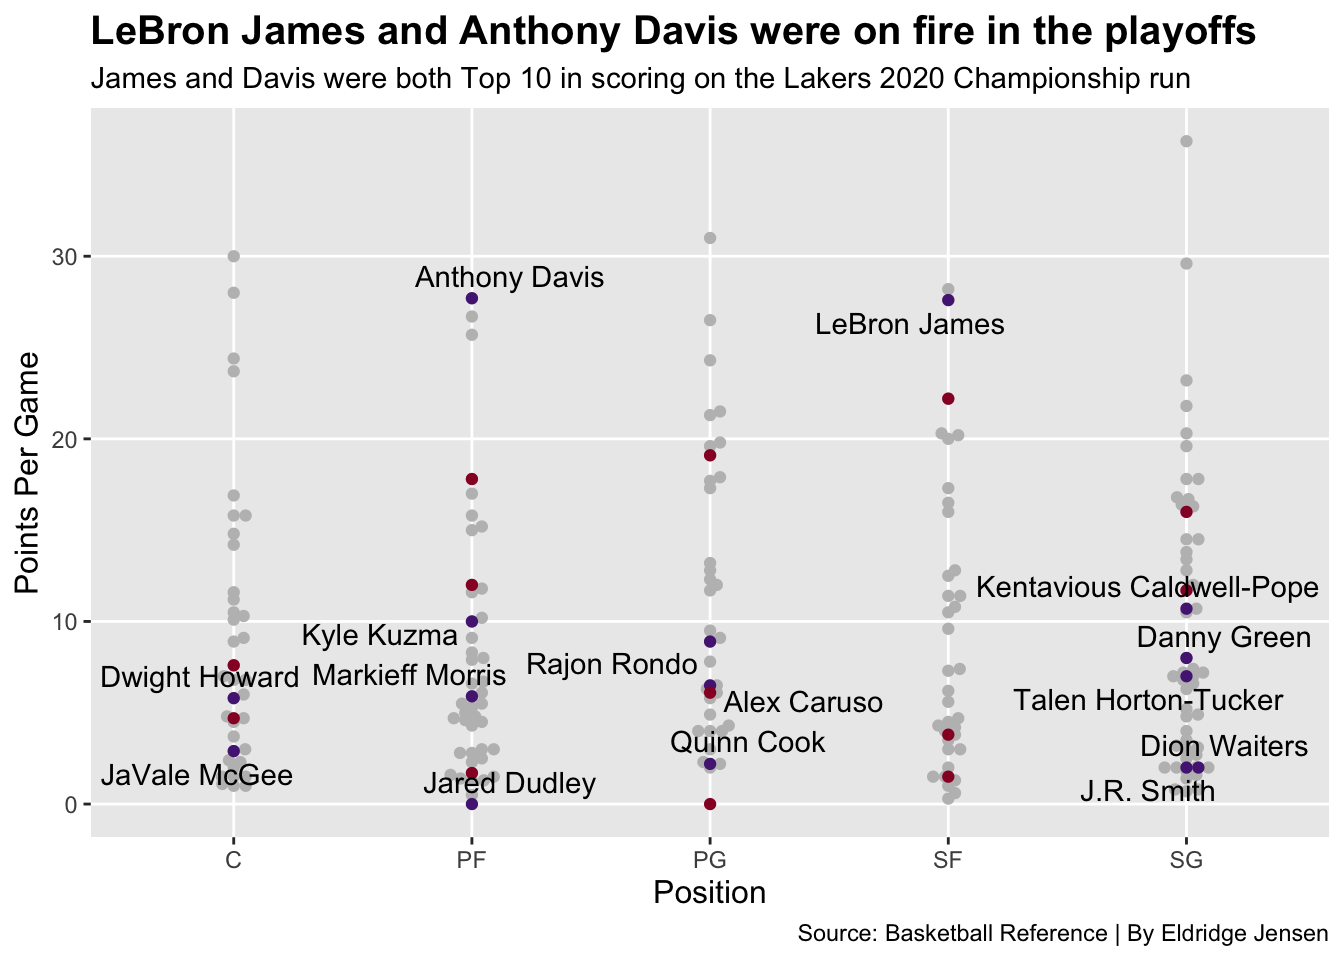 LeBron James and Anthony Davis were on fire in the playoffs
James and Davis were both Top 10 in scoring on the Lakers 2020 Championship run
Points Per Game
30
20
10
0
Anthony Davis
LeBron James
Kentavious Caldwell-Pope
Kyle Kuzma
Danny Green
Rajon Rondo
Dwight Howard
Markieff Morris
Alex Caruso
Talen Horton-Tucker
Quinn Cook
Dion Waiters
JaVale McGee
Jared Dudley
J.R. Smith
C
PF
PG
SF
SG
Position
Source: Basketball Reference | By Eldridge Jensen